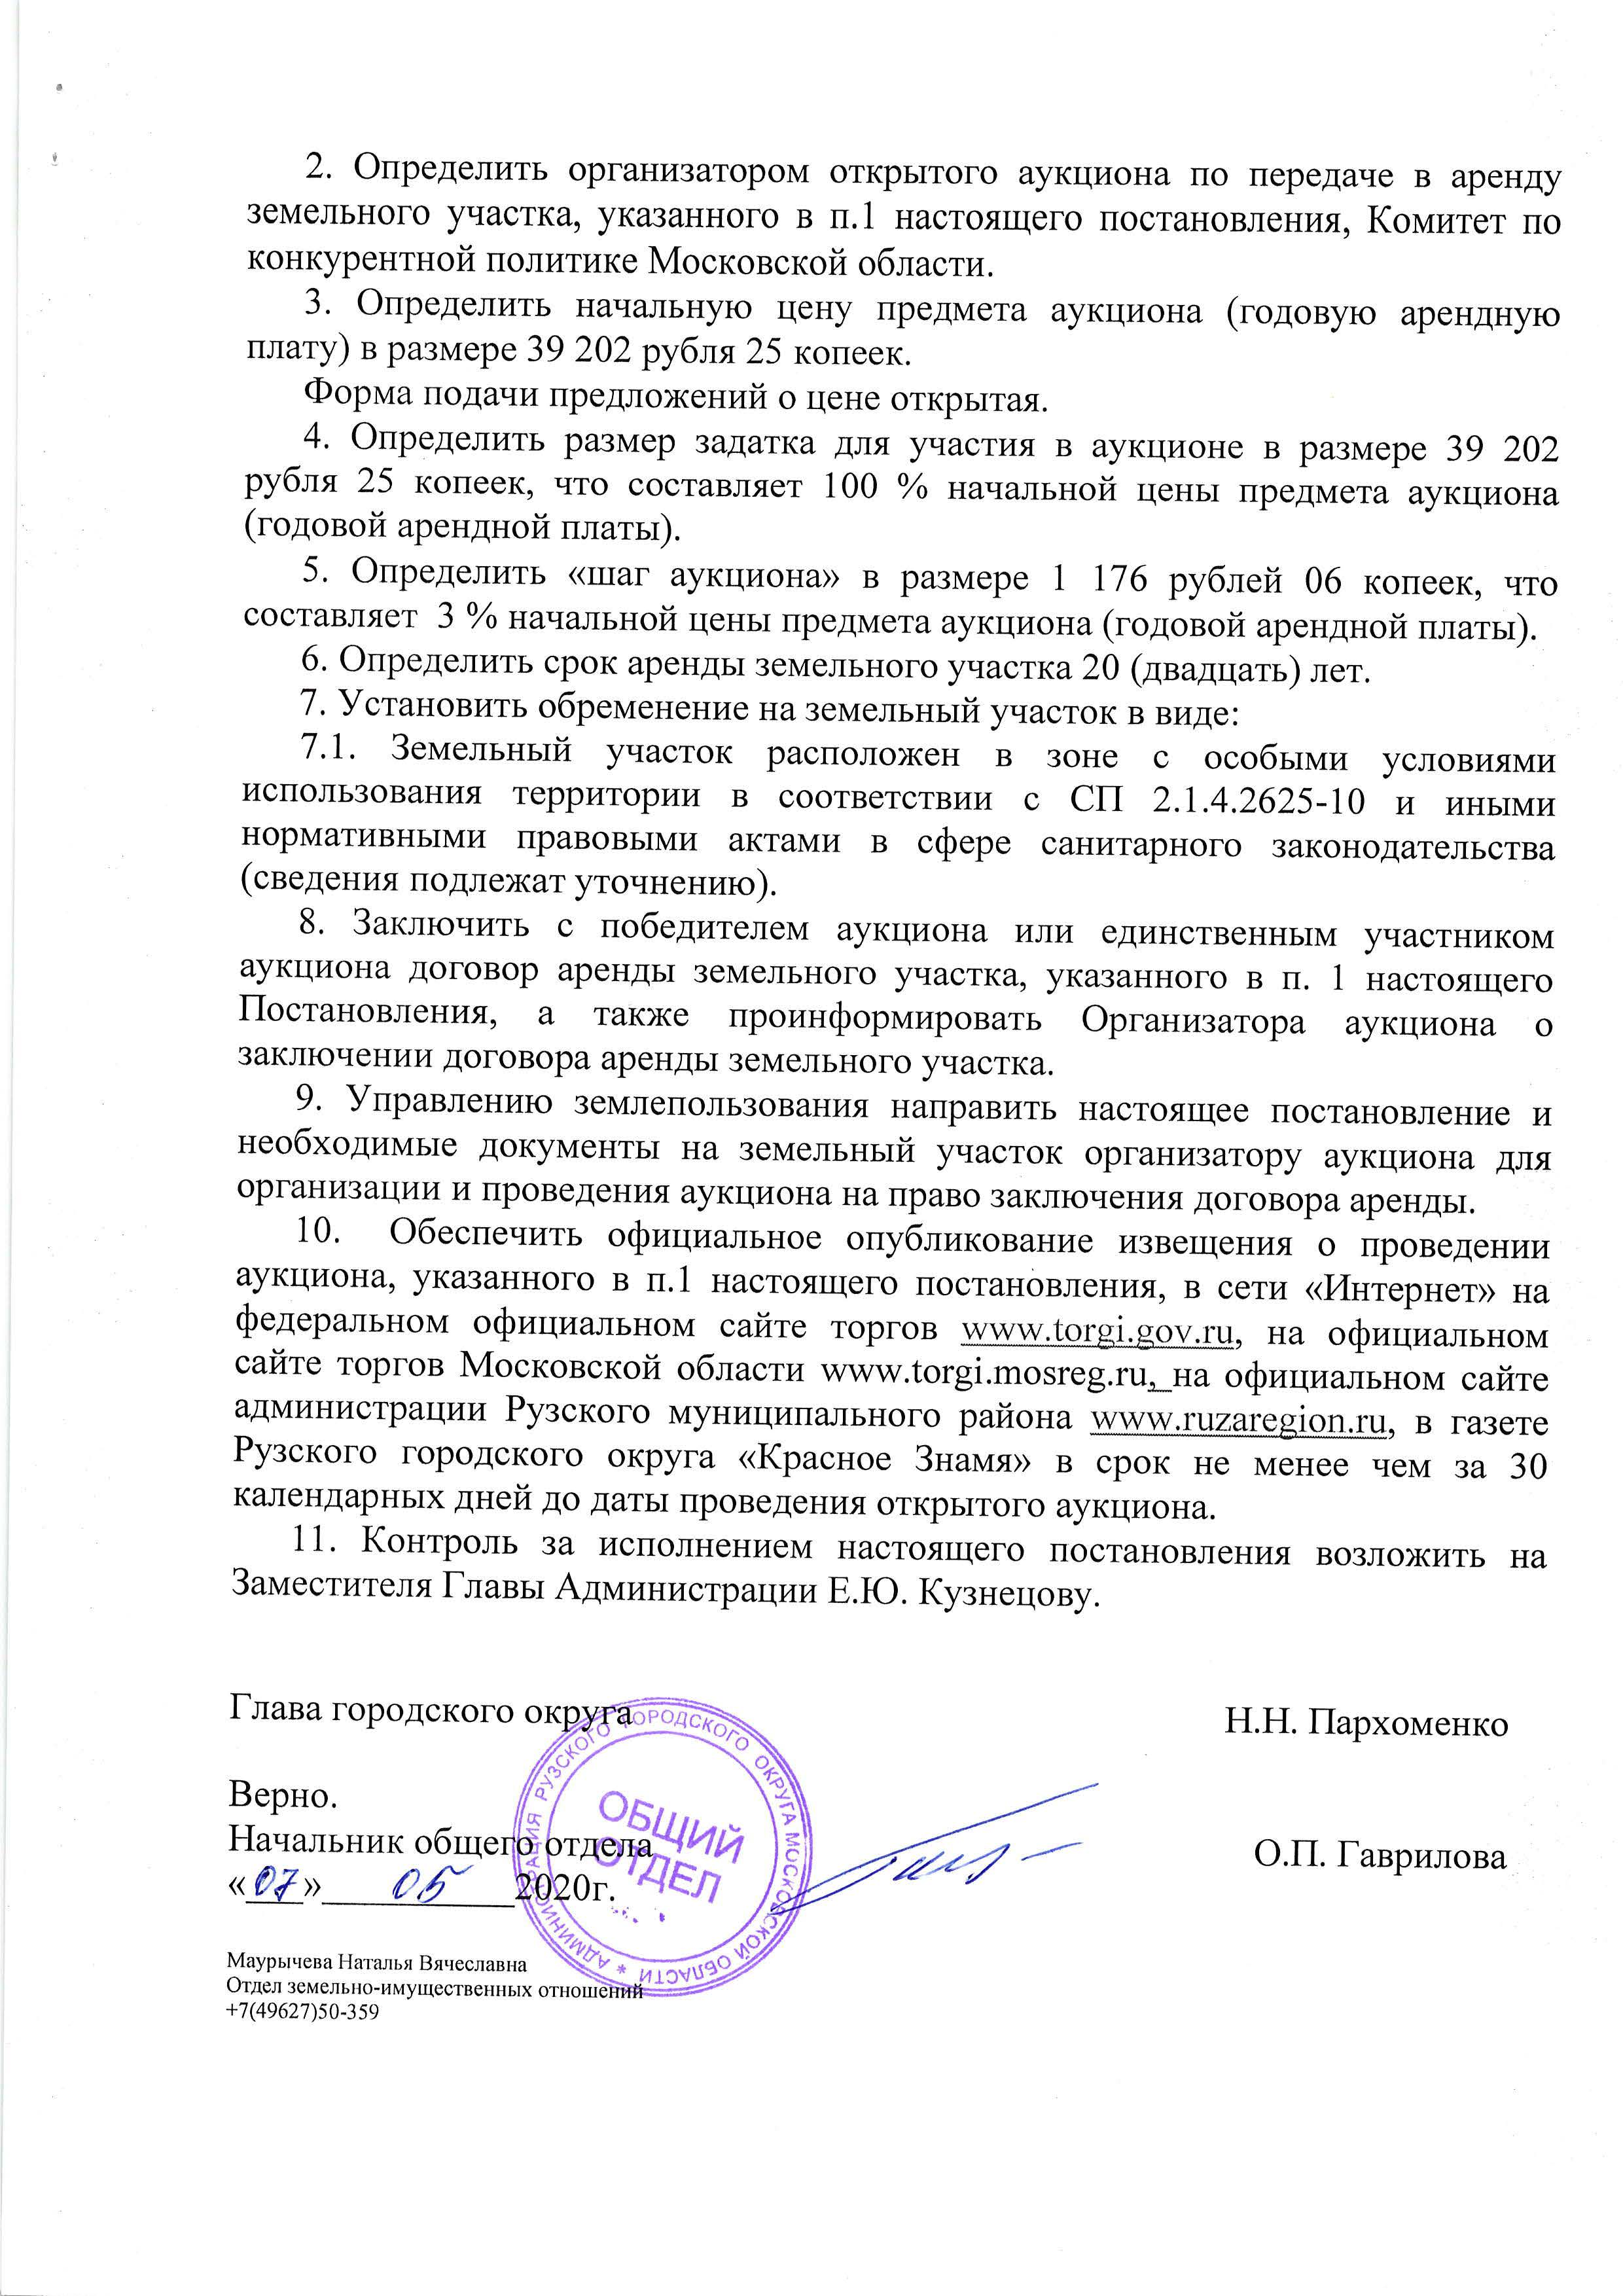 2. Определить организатором открытого аукциона по передаче в аренду
земельного участка, указанного в п.1 настоящего постановления, Комитет по
конкурентной политике Московской области.
3. Определить начальную цену предмета аукциона (годовую арендную
плату) в размере 39 202 рубля 25 копеек.
Форма подачи предложений о цене открытая.
4. Определить размер задатка для участия в аукционе в размере 39 202
рубля 25 копеек, что составляет 100 % начальной цены предмета аукциона
(годовой арендной платы).
5. Определить «шаг аукциона» в размере 1 176 рублей 06 копеек, что
составляет 3 % начальной цены предмета аукциона (годовой арендной платы).
6. Определить срок аренды земельного участка 20 (двадцать) лет.
7. Установить обременение на земельный участок в виде:
7.1. Земельный участок расположен в зоне с особыми условиями
использования территории в соответствии с СП 2.1.4.2625-10 и иными
нормативными правовыми актами в сфере санитарного законодательства
(сведения подлежат уточнению).
8. Заключить с победителем аукциона или единственным участником
аукциона договор аренды земельного участка, указанного в п. 1 настоящего
Постановления, а также проинформировать Организатора аукциона о
заключении договора аренды земельного участка.
9. Управлению землепользования направить настоящее постановление и
необходимые документы на земельный участок организатору аукциона для
организации и проведения аукциона на право заключения договора аренды.
10. Обеспечить официальное опубликование извещения о проведении
аукциона, указанного в п.1 настоящего постановления, в сети «Интернет» на
федеральном официальном сайте торгов www.torgi.gov.ru, на официальном
сайте торгов Московской области www.torgi.mosreg.ru, на официальном сайте
администрации Рузского муниципального района www.ruzaregion.ru, в газете
Рузского городского округа «Красное Знамя» в срок не менее чем за 30
календарных дней до даты проведения открытого аукциона.
11. Контроль за исполнением настоящего постановления возложить на
Заместителя Главы Администрации Е.Ю. Кузнецову.
Глава городского округа Н.Н. Пархоменко
Верно.
Начальник общего отдела О.П. Гаврилова
«07» 05 2020г.
АДМИНИСТРАЦИЯ РУЗСКОГО ГОРОДСКОГО ОКРУГА МОСКОВСКОЙ ОБЛАСТИ *
ОБЩИЙ
ОТДЕЛ
Маурычева Наталья Вячеславна
Отдел земельно-имущественных отношений
+7(49627)50-359